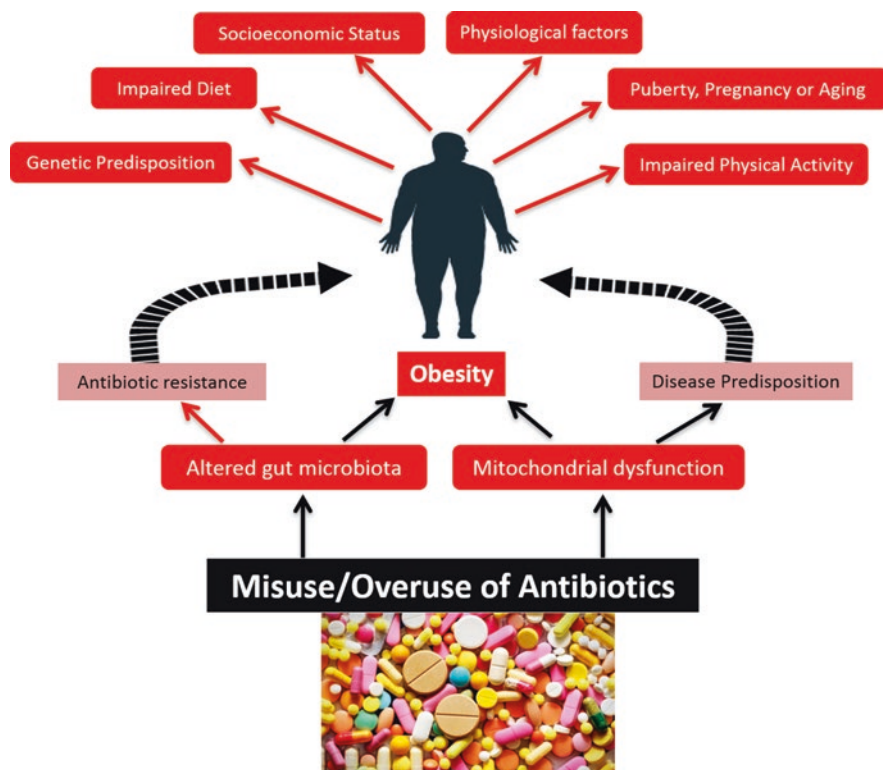 Socioeconomic Status
Physiological factors
Impaired Diet
Puberty, Pregnancy or Aging
Genetic Predisposition
Impaired Physical Activity
Antibiotic resistance
Obesity
Disease Predisposition
Altered gut microbiota
Mitochondrial dysfunction
Misuse/Overuse of Antibiotics